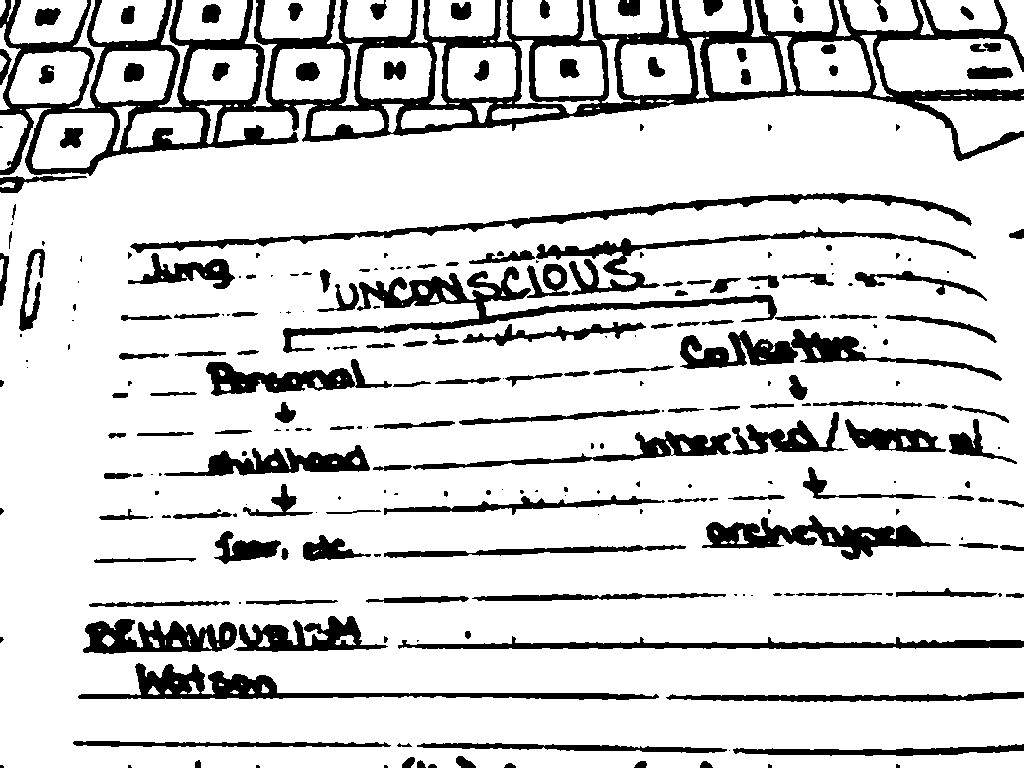 W E R T Y U I P
S D F G H J K L
X C V
Jung
'UNCONSCIOUS
Personal Collective
↓ ↓
childhood inherited / born w/
↓ ↓
fear, etc. archetypes
BEHAVIOURISM
Watson